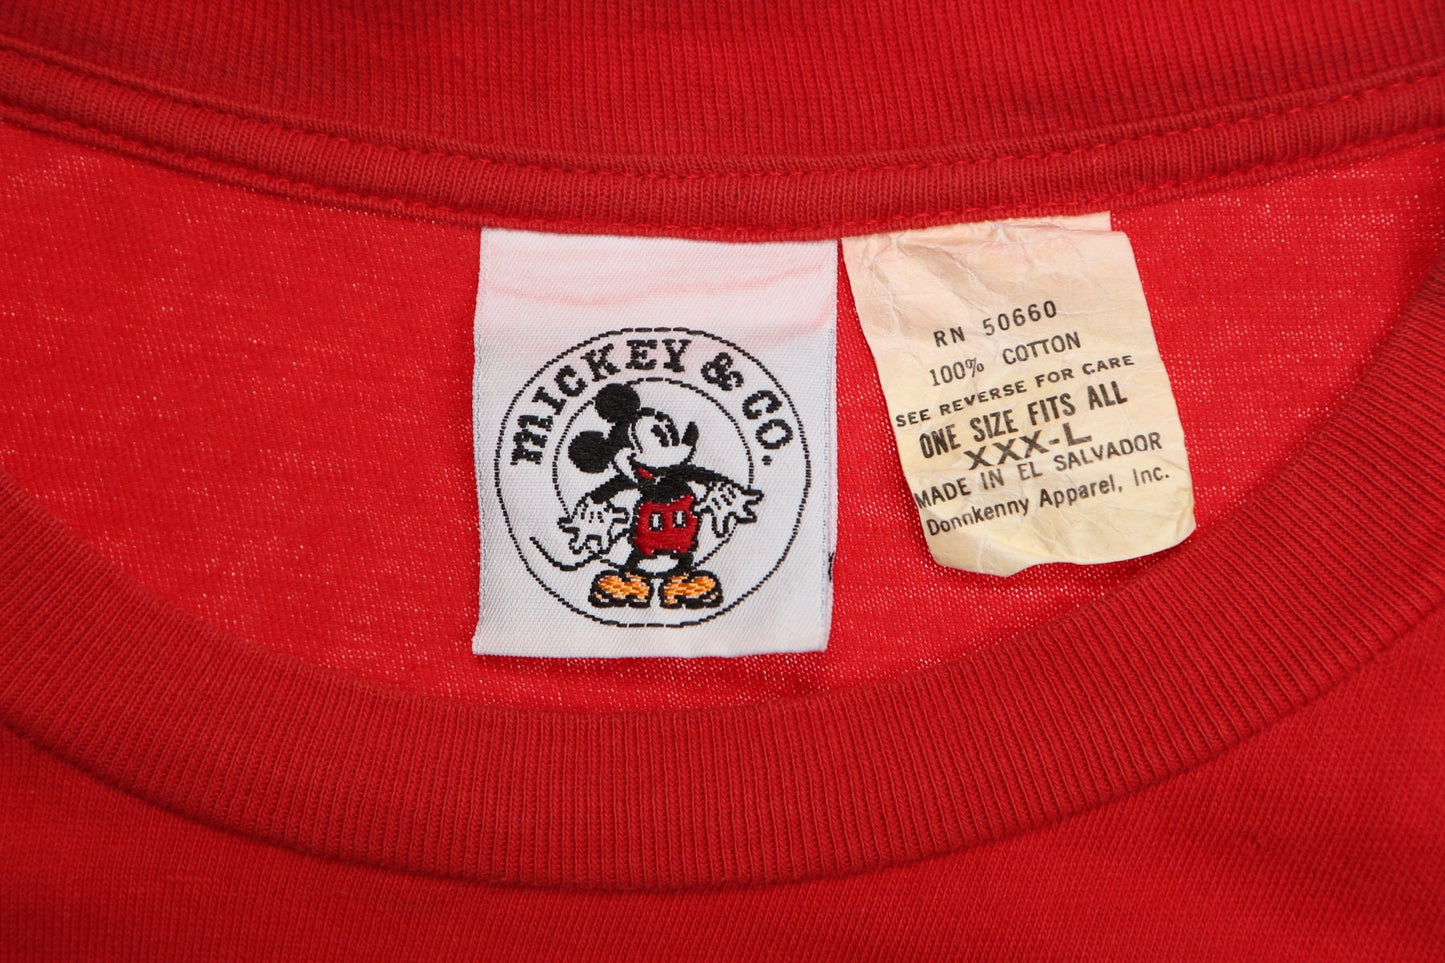 MICKEY & CO.
RN 50660
100% COTTON
SEE REVERSE FOR CARE
ONE SIZE FITS ALL
XXX-L
MADE IN EL SALVADOR
Donnkenny Apparel, Inc.